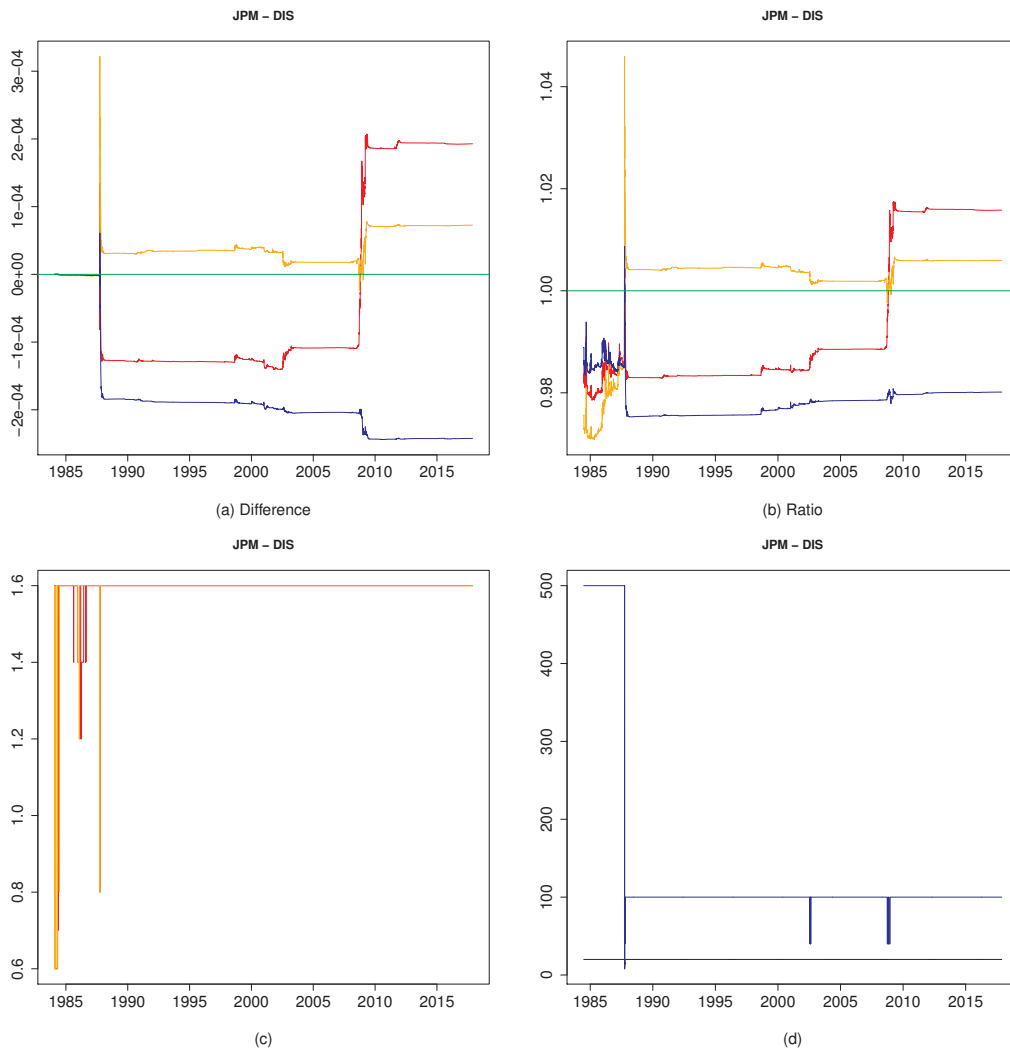 JPM − DIS
3e−04
2e−04
1e−04
0e+00
−1e−04
−2e−04
1985 1990 1995 2000 2005 2010 2015
(a) Difference
JPM − DIS
1.04
1.02
1.00
0.98
1985 1990 1995 2000 2005 2010 2015
(b) Ratio
JPM − DIS
1.6
1.4
1.2
1.0
0.8
0.6
1985 1990 1995 2000 2005 2010 2015
(c)
JPM − DIS
500
400
300
200
100
0
1985 1990 1995 2000 2005 2010 2015
(d)